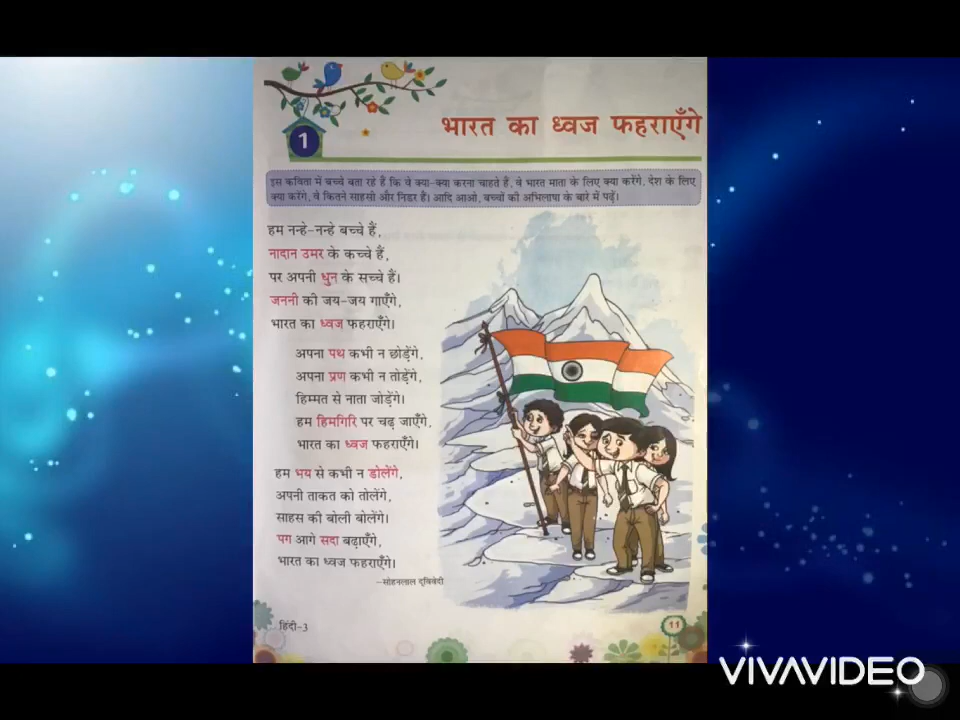 1
भारत का ध्वज फहराएँगे
इस कविता में बच्चे बता रहे हैं कि वे क्या-क्या करना चाहते हैं, वे भारत माता के लिए क्या करेंगे, देश के लिए
क्या करेंगे, वे कितने साहसी और निडर हैं। आदि आओ, बच्चों की अभिलाषा के बारे में पढ़ें।
हम नन्हे-नन्हे बच्चे हैं,
नादान उमर के कच्चे हैं,
पर अपनी धुन के सच्चे हैं।
जननी की जय-जय गाएँगे,
भारत का ध्वज फहराएँगे।
अपना पथ कभी न छोड़ेंगे,
अपना प्रण कभी न तोड़ेंगे,
हिम्मत से नाता जोड़ेंगे।
हम हिमगिरि पर चढ़ जाएँगे,
भारत का ध्वज फहराएँगे।
हम भय से कभी न डोलेंगे,
अपनी ताकत को तोलेंगे,
साहस की बोली बोलेंगे।
पग आगे सदा बढ़ाएँगे,
भारत का ध्वज फहराएँगे।
-सोहनलाल द्विवेदी
हिंदी-3
11
VIVAVIDEO